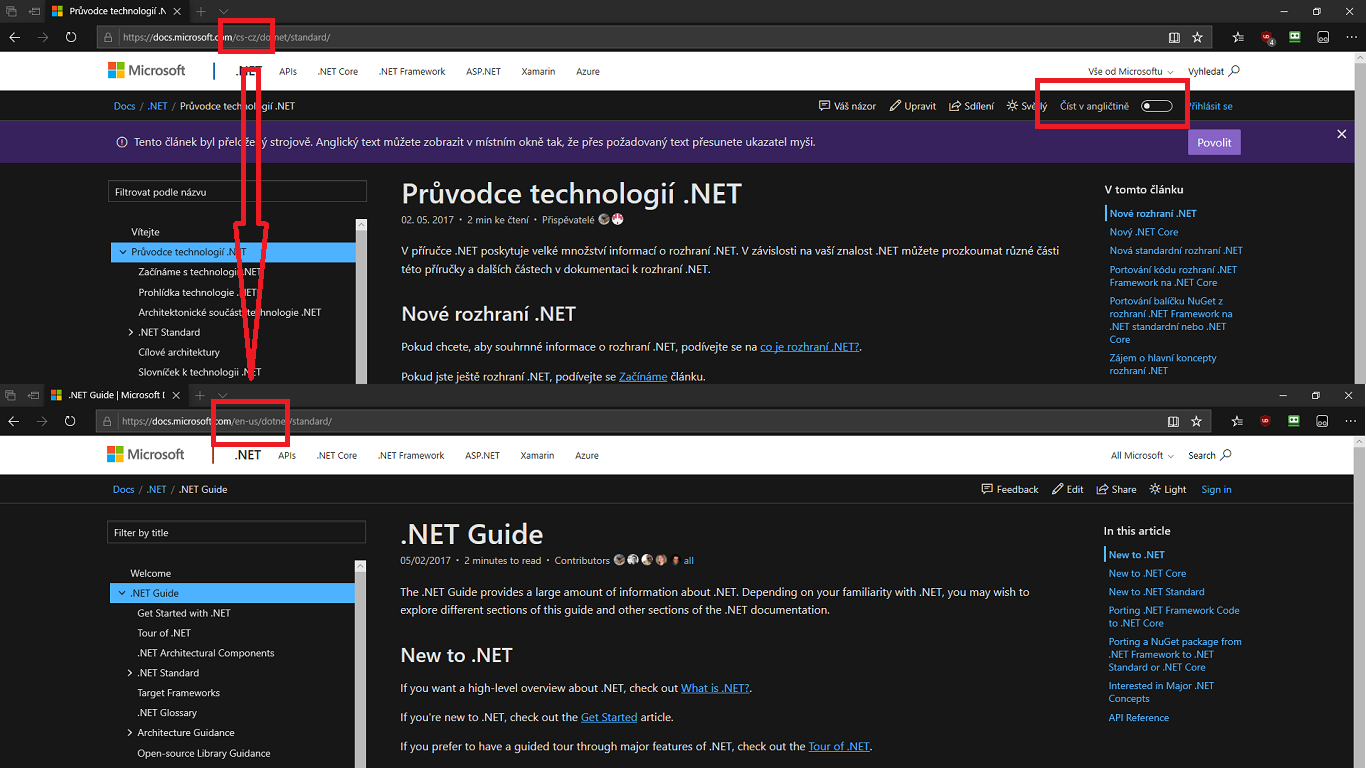 Průvodce technologií .N
https://docs.microsoft.com/cs-cz/dotnet/standard/
4
Microsoft
.NET
APIs
.NET Core
.NET Framework
ASP.NET
Xamarin
Azure
Vše od Microsoftu
Vyhledat
Docs / .NET / Průvodce technologií .NET
Váš názor
Upravit
Sdílení
Světlý
Číst v angličtině
Přihlásit se
Tento článek byl přeložený strojově. Anglický text můžete zobrazit v místním okně tak, že přes požadovaný text přesunete ukazatel myši.
Povolit
Filtrovat podle názvu
Vítejte
Průvodce technologií .NET
Začínáme s technologií .NET
Prohlídka technologie .NET
Architektonické součásti technologie .NET
.NET Standard
Cílové architektury
Slovníček k technologii .NET
Průvodce technologií .NET
02. 05. 2017 • 2 min ke čtení • Přispěvatelé
V příručce .NET poskytuje velké množství informací o rozhraní .NET. V závislosti na vaší znalost .NET můžete prozkoumat různé části
této příručky a dalších částech v dokumentaci k rozhraní .NET.
Nové rozhraní .NET
Pokud chcete, aby souhrnné informace o rozhraní .NET, podívejte se na co je rozhraní .NET?.
Pokud jste ještě rozhraní .NET, podívejte se Začínáme článku.
V tomto článku
Nové rozhraní .NET
Nový .NET Core
Nová standardní rozhraní .NET
Portování kódu rozhraní .NET
Framework na .NET Core
Portování balíčku NuGet z
rozhraní .NET Framework na
.NET standardní nebo .NET
Core
Zájem o hlavní koncepty
rozhraní .NET
.NET Guide | Microsoft D
https://docs.microsoft.com/en-us/dotnet/standard/
Microsoft
.NET
APIs
.NET Core
.NET Framework
ASP.NET
Xamarin
Azure
All Microsoft
Search
Docs / .NET / .NET Guide
Feedback
Edit
Share
Light
Sign in
Filter by title
Welcome
.NET Guide
Get Started with .NET
Tour of .NET
.NET Architectural Components
.NET Standard
Target Frameworks
.NET Glossary
Architecture Guidance
Open-source Library Guidance
.NET Guide
05/02/2017 • 2 minutes to read • Contributors all
The .NET Guide provides a large amount of information about .NET. Depending on your familiarity with .NET, you may wish to
explore different sections of this guide and other sections of the .NET documentation.
New to .NET
If you want a high-level overview about .NET, check out What is .NET?.
If you're new to .NET, check out the Get Started article.
If you prefer to have a guided tour through major features of .NET, check out the Tour of .NET.
In this article
New to .NET
New to .NET Core
New to .NET Standard
Porting .NET Framework Code
to .NET Core
Porting a NuGet package from
.NET Framework to .NET
Standard or .NET Core
Interested in Major .NET
Concepts
API Reference